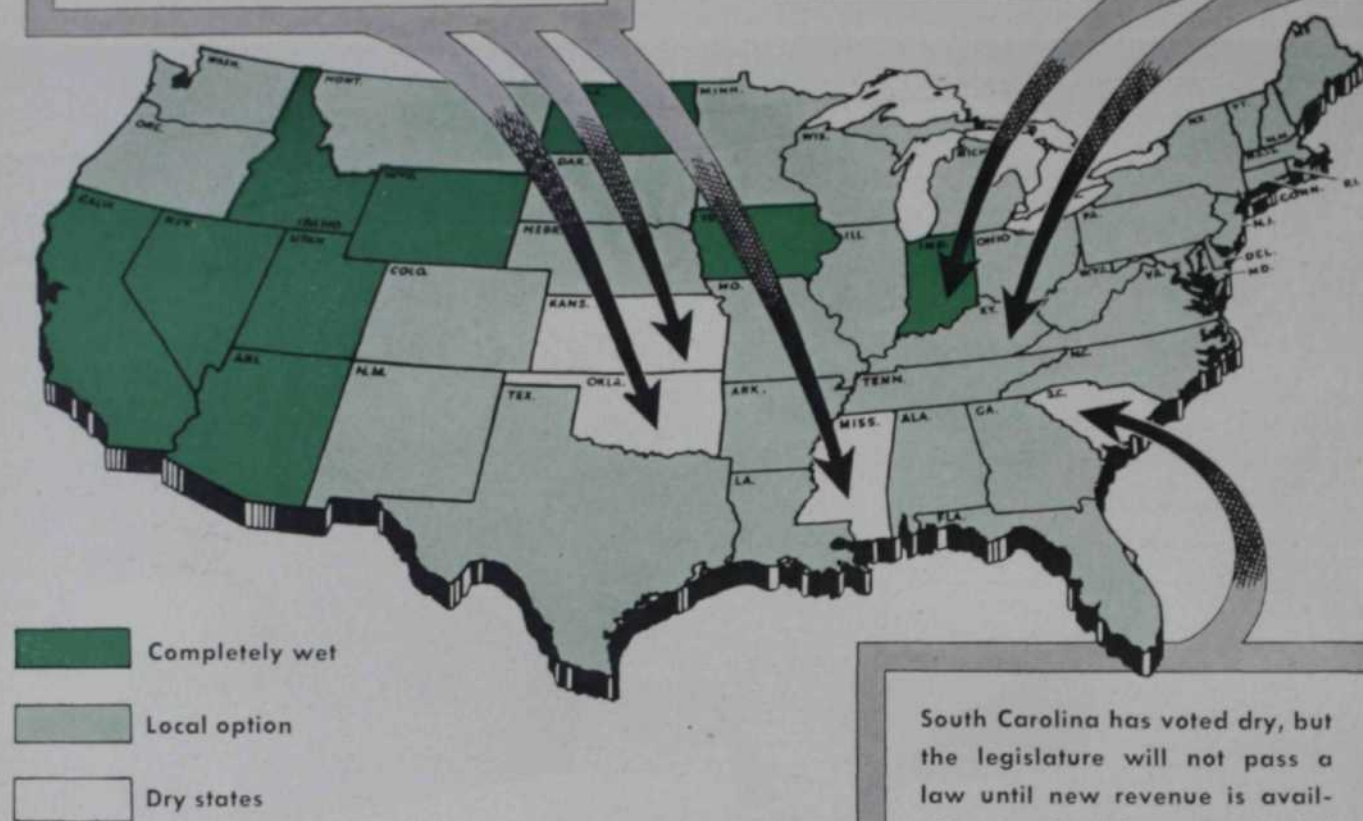 WASH.
MONT.
MINN.
ORE.
WIS.
MICH.
N.Y.
VT.
N.H.
MASS.
R.I.
CONN.
N.J.
DEL.
MD.
DAK.
WYO.
IDAHO
CALIF.
NEV.
UTAH
NEBR.
ILL.
IND.
OHIO
PA.
W.VA.
VA.
COLO.
KANS.
MO.
KY.
N.C.
ARI.
N.M.
OKLA.
TEX.
ARK.
TENN.
S.C.
MISS.
ALA.
GA.
LA.
FLA.
Completely wet
Local option
Dry states
South Carolina has voted dry, but
the legislature will not pass a
law until new revenue is avail-